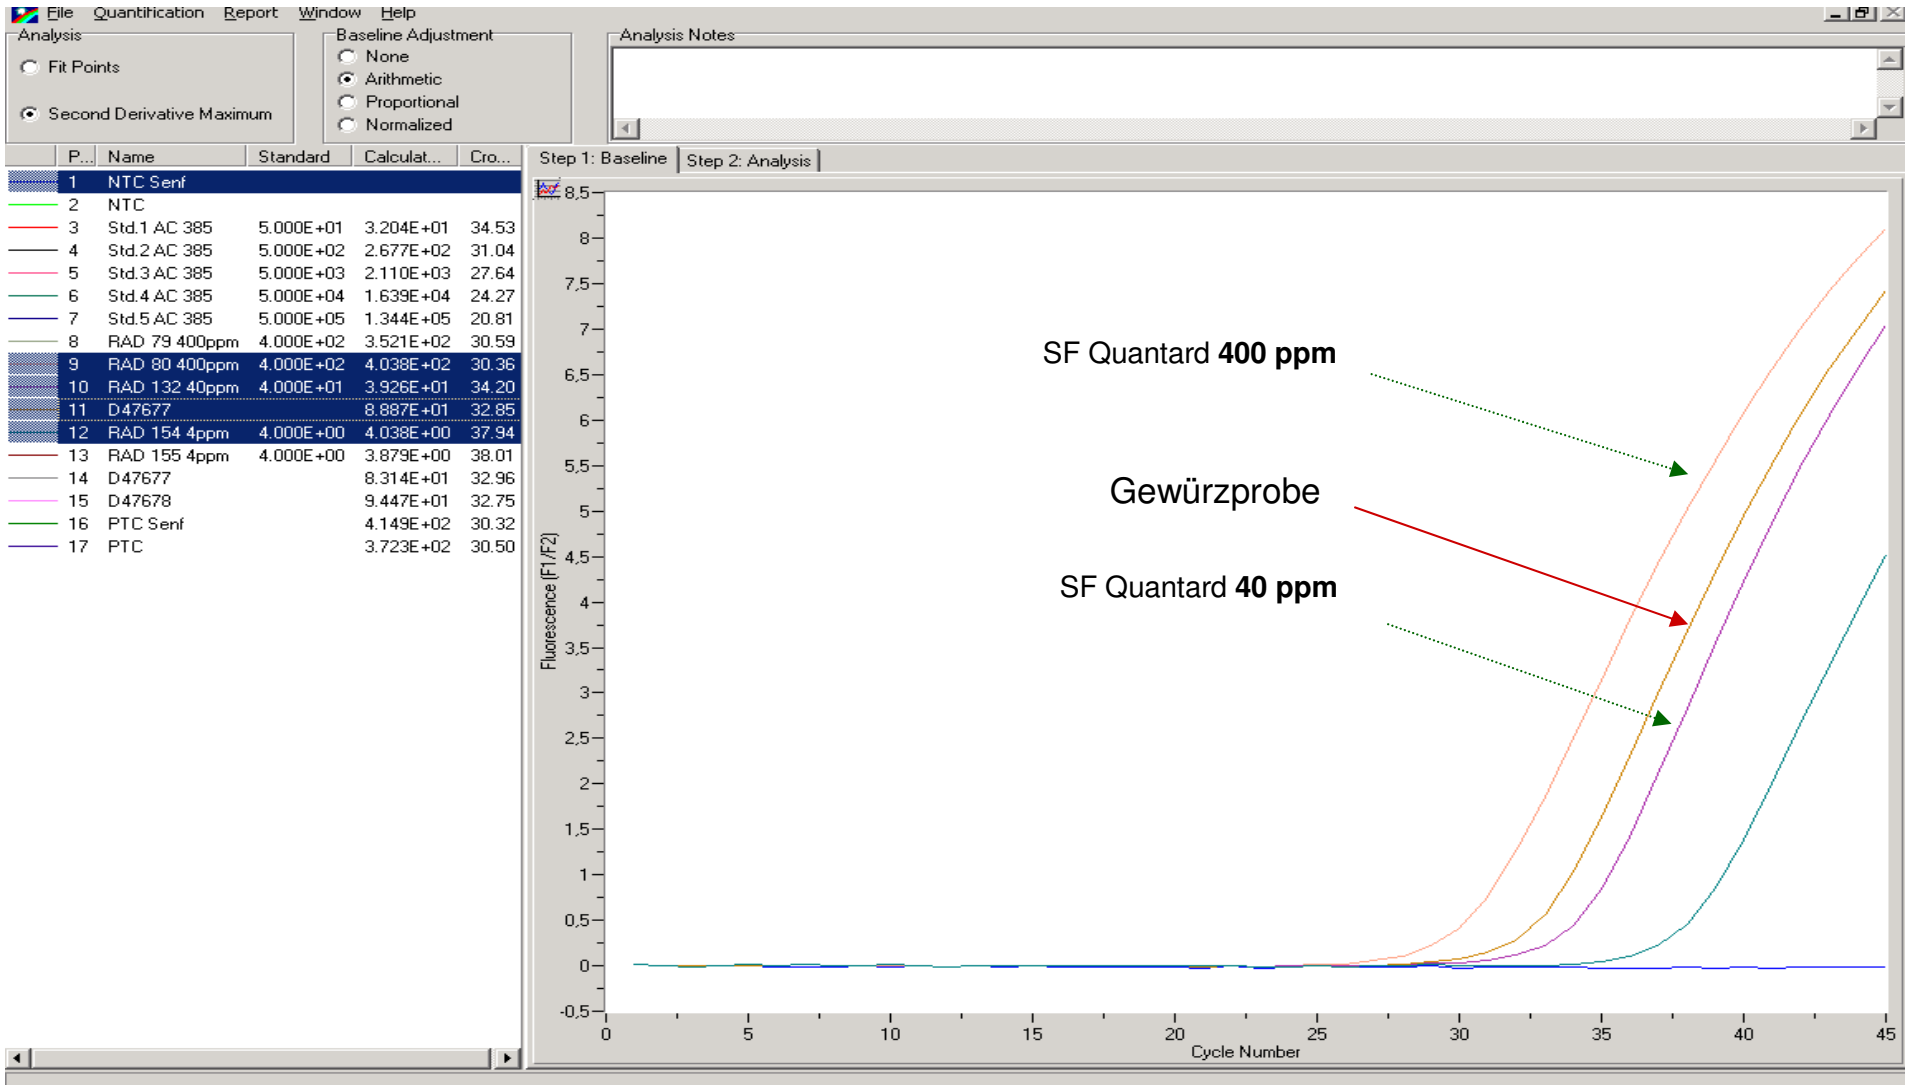 File Quantification Report Window Help
Analysis
Fit Points
Second Derivative Maximum
Baseline Adjustment
None
Arithmetic
Proportional
Normalized
Analysis Notes
P... Name Standard Calculat... Cro...
1 NTC Senf
2 NTC
3 Std.1 AC 385 5.000E+01 3.204E+01 34.53
4 Std.2 AC 385 5.000E+02 2.677E+02 31.04
5 Std.3 AC 385 5.000E+03 2.110E+03 27.64
6 Std.4 AC 385 5.000E+04 1.639E+04 24.27
7 Std.5 AC 385 5.000E+05 1.344E+05 20.81
8 RAD 79 400ppm 4.000E+02 3.521E+02 30.59
9 RAD 80 400ppm 4.000E+02 4.038E+02 30.36
10 RAD 132 40ppm 4.000E+01 3.926E+01 34.20
11 D47677 8.887E+01 32.85
12 RAD 154 4ppm 4.000E+00 4.038E+00 37.94
13 RAD 155 4ppm 4.000E+00 3.879E+00 38.01
14 D47677 8.314E+01 32.96
15 D47678 9.447E+01 32.75
16 PTC Senf 4.149E+02 30.32
17 PTC 3.723E+02 30.50
Step 1: Baseline Step 2: Analysis
8,5
8
7,5
7
6,5
6
5,5
5
4,5
4
3,5
3
2,5
2
1,5
1
0,5
0
-0,5
Fluorescence (F1/F2)
SF Quantard 400 ppm
Gewürzprobe
SF Quantard 40 ppm
0 5 10 15 20 25 30 35 40 45
Cycle Number